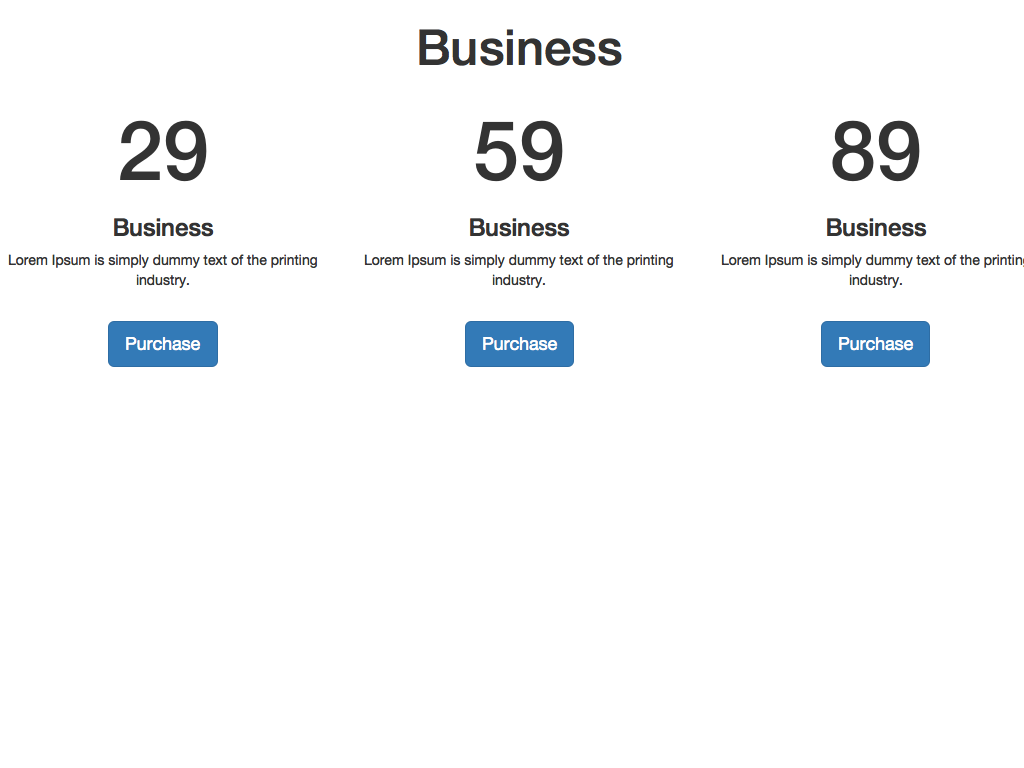 Business
29
Business
Lorem Ipsum is simply dummy text of the printing
industry.
Purchase
59
Business
Lorem Ipsum is simply dummy text of the printing
industry.
Purchase
89
Business
Lorem Ipsum is simply dummy text of the printing
industry.
Purchase